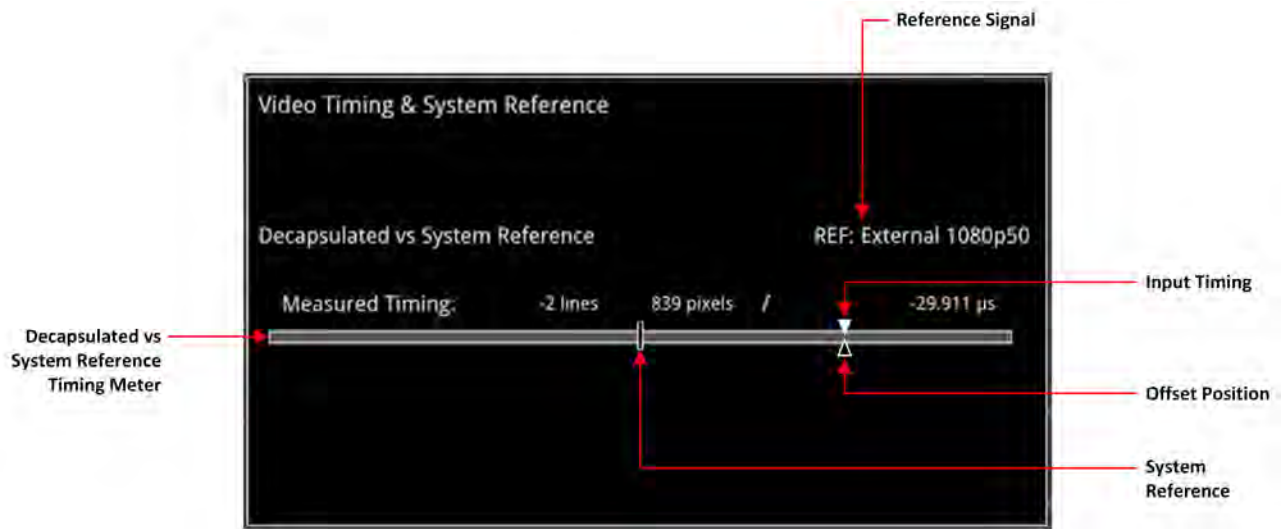 Reference Signal
Video Timing & System Reference
Decapsulated vs System Reference
REF: External 1080p50
Input Timing
Measured Timing:
-2 lines
839 pixels
/
-29.911 µs
Decapsulated vs
System Reference
Timing Meter
Offset Position
System
Reference